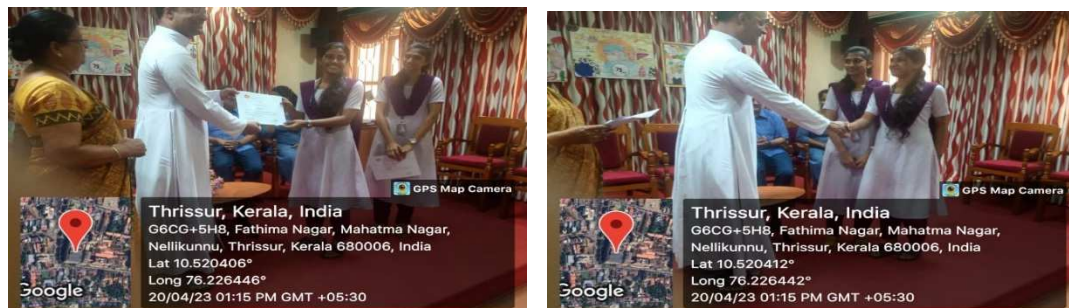 GPS Map Camera
Thrissur, Kerala, India
G6CG+5H8, Fathima Nagar, Mahatma Nagar,
Nellikunnu, Thrissur, Kerala 680006, India
Lat 10.520406°
Long 76.226446°
20/04/23 01:15 PM GMT +05:30
Google
GPS Map Camera
Thrissur, Kerala, India
G6CG+5H8, Fathima Nagar, Mahatma Nagar,
Nellikunnu, Thrissur, Kerala 680006, India
Lat 10.520412°
Long 76.226442°
20/04/23 01:15 PM GMT +05:30
Google